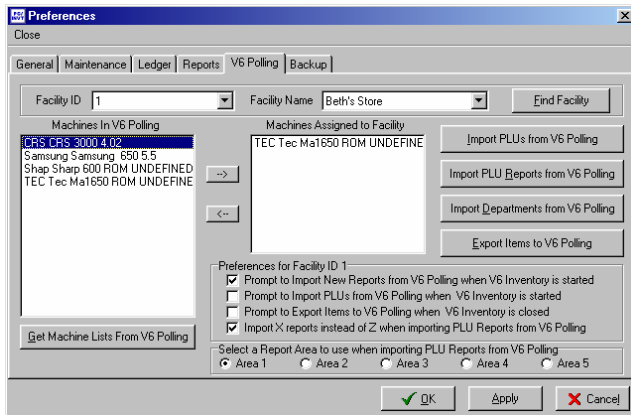 PC/
INVT
Preferences
Close
General
Maintenance
Ledger
Reports
V6 Polling
Backup
Facility ID
1
Facility Name
Beth's Store
Find Facility
Machines In V6 Polling
CRS CRS 3000 4.02
Samsung Samsung 650 5.5
Shap Sharp 600 ROM UNDEFINED
TEC Tec Ma1650 ROM UNDEFINE
-->
<--
Get Machine Lists From V6 Polling
Machines Assigned to Facility
TEC Tec Ma1650 ROM UNDEFINE
Import PLUs from V6 Polling
Import PLU Reports from V6 Polling
Import Departments from V6 Polling
Export Items to V6 Polling
Preferences for Facility ID 1
Prompt to Import New Reports from V6 Polling when V6 Inventory is started
Prompt to Import PLUs from V6 Polling when V6 Inventory is started
Prompt to Export Items to V6 Polling when V6 Inventory is closed
Import X reports instead of Z when importing PLU Reports from V6 Polling
Select a Report Area to use when importing PLU Reports from V6 Polling
Area 1
Area 2
Area 3
Area 4
Area 5
OK
Apply
Cancel